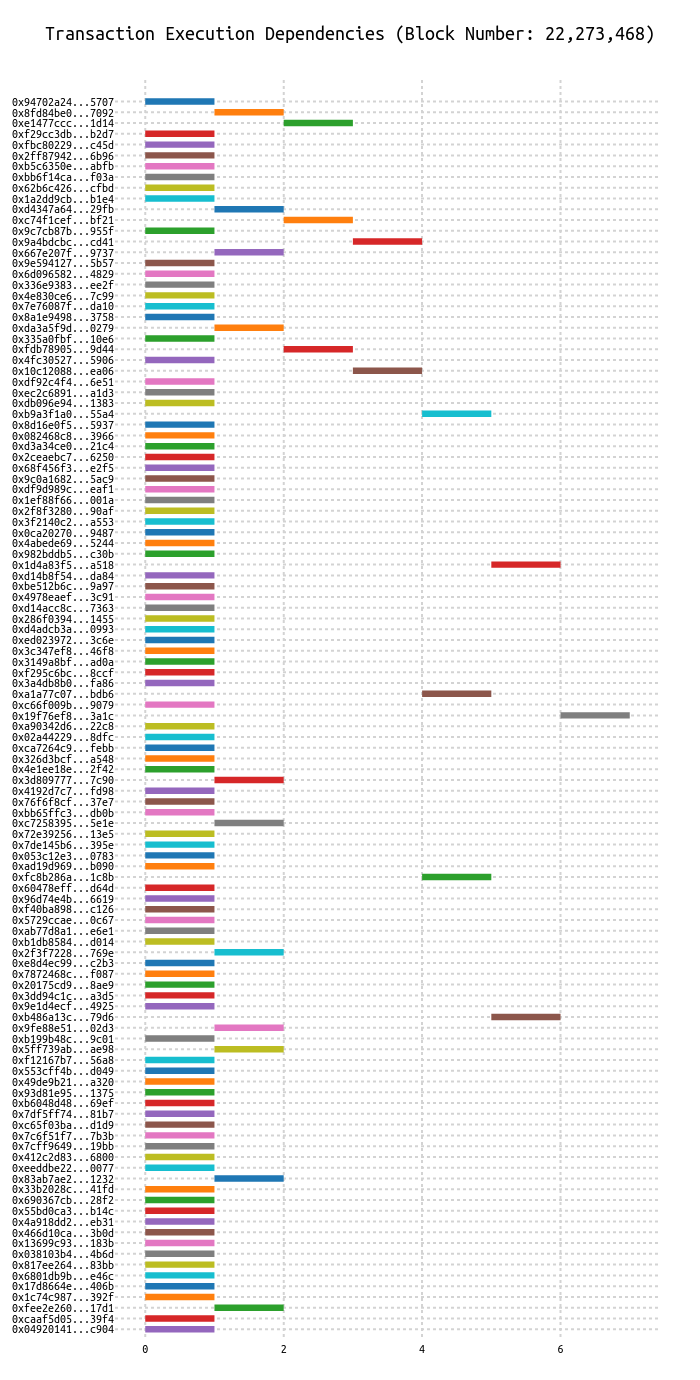 Transaction Execution Dependencies (Block Number: 22,273,468)
0x94702a24...5707
0x8fd84be0...7092
0xe1477ccc...1d14
0xf29cc3db...b2d7
0xfbc80229...c45d
0x2ff87942...6b96
0xb5c6350e...abfb
0xbb6f14ca...f03a
0x62b6c426...cfbd
0x1a2dd9cb...b1e4
0xd4347a64...29fb
0xc74f1cef...bf21
0x9c7cb87b...955f
0x9a4bdcbc...cd41
0x667e207f...9737
0x9e594127...5b57
0x6d096582...4829
0x336e9383...ee2f
0x4e830ce6...7c99
0x7e76087f...da10
0x8a1e9498...3758
0xda3a5f9d...0279
0x335a0fbf...10e6
0xfdb78905...9d44
0x4fc30527...5906
0x10c12088...ea06
0xdf92c4f4...6e51
0xec2c6891...a1d3
0xdb096e94...1383
0xb9a3f1a0...55a4
0x8d16e0f5...5937
0x082468c8...3966
0xd3a34ce0...21c4
0x2ceaebc7...6250
0x68f456f3...e2f5
0x9c0a1682...5ac9
0xdf9d989c...eaf1
0x1ef88f66...001a
0x2f8f3280...90af
0x3f2140c2...a553
0x0ca20270...9487
0x4abede69...5244
0x982bddb5...c30b
0x1d4a83f5...a518
0xd14b8f54...da84
0xbe512b6c...9a97
0x4978eaef...3c91
0xd14acc8c...7363
0x286f0394...1455
0xd4adcb3a...0993
0xed023972...3c6e
0x3c347ef8...46f8
0x3149a8bf...ad0a
0xf295c6bc...8ccf
0x3a4db8b0...fa86
0xa1a77c07...bdb6
0xc66f009b...9079
0x19f76ef8...3a1c
0xa90342d6...22c8
0x02a44229...8dfc
0xca7264c9...febb
0x326d3bcf...a548
0x4e1ee18e...2f42
0x3d809777...7c90
0x4192d7c7...fd98
0x76f6f8cf...37e7
0xbb65ffc3...db0b
0xc7258395...5e1e
0x72e39256...13e5
0x7de145b6...395e
0x053c12e3...0783
0xad19d969...b090
0xfc8b286a...1c8b
0x60478eff...d64d
0x96d74e4b...6619
0xf40ba898...c126
0x5729ccae...0c67
0xab77d8a1...e6e1
0xb1db8584...d014
0x2f3f7228...769e
0xe8d4ec99...c2b3
0x7872468c...f087
0x20175cd9...8ae9
0x3dd94c1c...a3d5
0x9e1d4ecf...4925
0xb486a13c...79d6
0x9fe88e51...02d3
0xb199b48c...9c01
0x5ff739ab...ae98
0xf12167b7...56a8
0x553cff4b...d049
0x49de9b21...a320
0x93d81e95...1375
0xb6048d48...69ef
0x7df5ff74...81b7
0xc65f03ba...d1d9
0x7c6f51f7...7b3b
0x7cff9649...19bb
0x412c2d83...6800
0xeeddbe22...0077
0x83ab7ae2...1232
0x33b2028c...41fd
0x690367cb...28f2
0x55bd0ca3...b14c
0x4a918dd2...eb31
0x466d10ca...3b0d
0x13699c93...183b
0x038103b4...4b6d
0x817ee264...83bb
0x6801db9b...e46c
0x17d8664e...406b
0x1c74c987...392f
0xfee2e260...17d1
0xcaaf5d05...39f4
0x04920141...c904
0 2 4 6